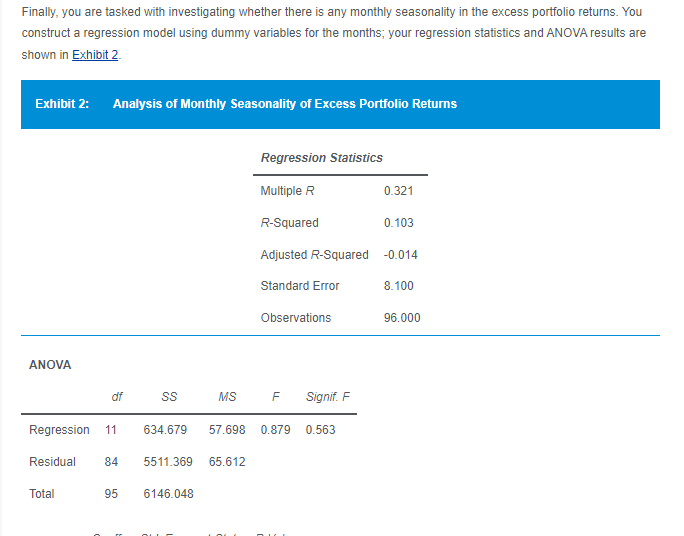 Finally, you are tasked with investigating whether there is any monthly seasonality in the excess portfolio returns. You
construct a regression model using dummy variables for the months; your regression statistics and ANOVA results are
shown in Exhibit 2.
Exhibit 2: Analysis of Monthly Seasonality of Excess Portfolio Returns
Regression Statistics
Multiple R 0.321
R-Squared 0.103
Adjusted R-Squared -0.014
Standard Error 8.100
Observations 96.000
ANOVA
df SS MS F Signif. F
Regression 11 634.679 57.698 0.879 0.563
Residual 84 5511.369 65.612
Total 95 6146.048